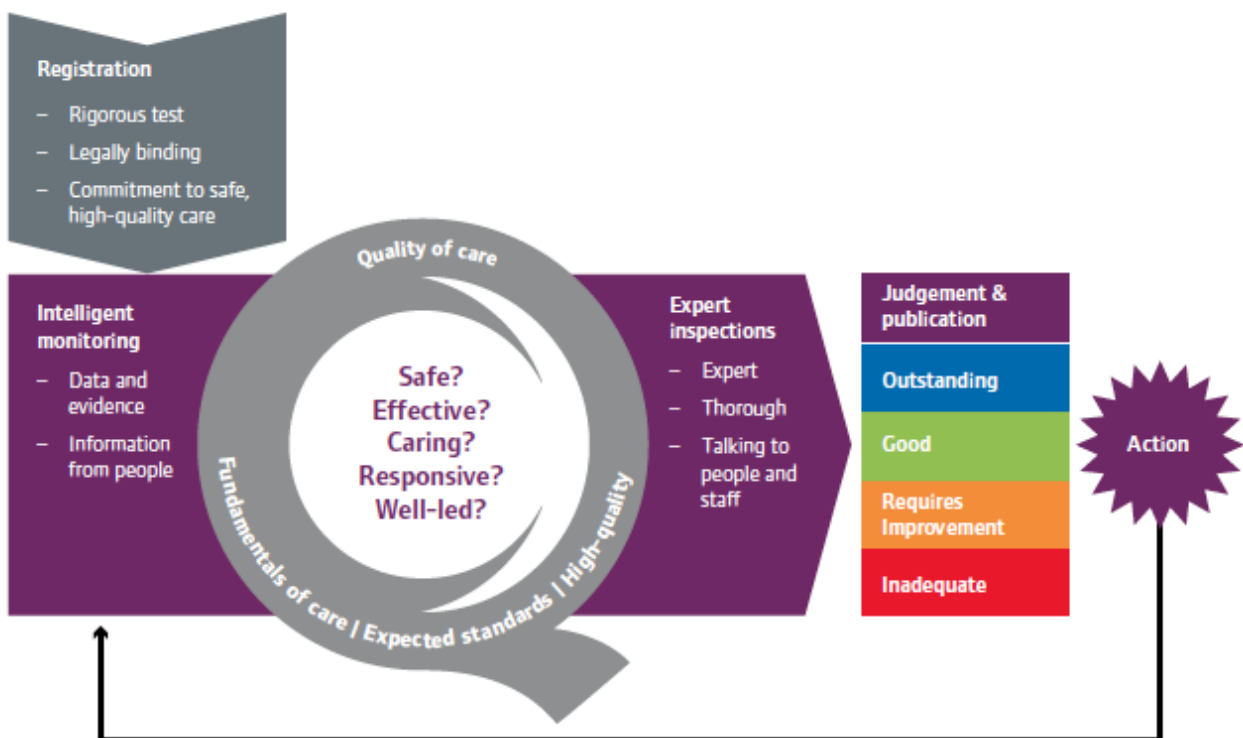 Registration
– Rigorous test
– Legally binding
– Commitment to safe,
high-quality care
Intelligent
monitoring
– Data and
evidence
– Information
from people
Quality of care
Safe?
Effective?
Caring?
Responsive?
Well-led?
Fundamentals of care | Expected standards | High-quality
Expert
inspections
– Expert
– Thorough
– Talking to
people and
staff
Judgement &
publication
Outstanding
Good
Requires
Improvement
Inadequate
Action